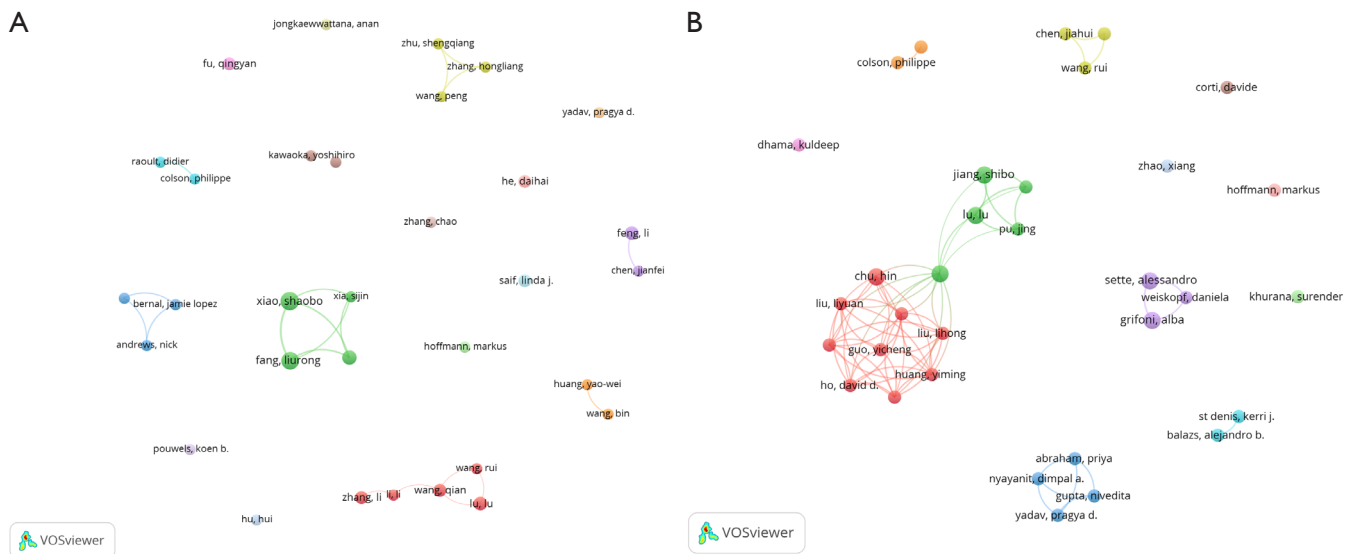 A
jongkaewwattana, anan
zhu, shengqiang
fu, qingyan
zhang, hongliang
wang, peng
yadav, pragya d.
raoult, didier
kawaoka, yoshihiro
colson, philippe
he, daihai
zhang, chao
feng, li
chen, jianfei
saif, linda j.
bernal, jamie lopez
xiao, shaobo
xia, sijin
andrews, nick
fang, liurong
hoffmann, markus
huang, yao-wei
wang, bin
pouwels, koen b.
wang, rui
zhang, li
li, li
wang, qian
lu, lu
hu, hui
VOSviewer
B
chen, jiahui
colson, philippe
wang, rui
corti, davide
dhama, kuldeep
zhao, xiang
jiang, shibo
hoffmann, markus
lu, lu
pu, jing
chu, hin
sette, alessandro
weiskopf, daniela
khurana, surender
liu, liyuan
grifoni, alba
liu, lihong
guo, yicheng
huang, yiming
ho, david d.
st denis, kerri j.
balazs, alejandro b.
abraham, priya
nyayanit, dimpal a.
gupta, nivedita
yadav, pragya d.
VOSviewer